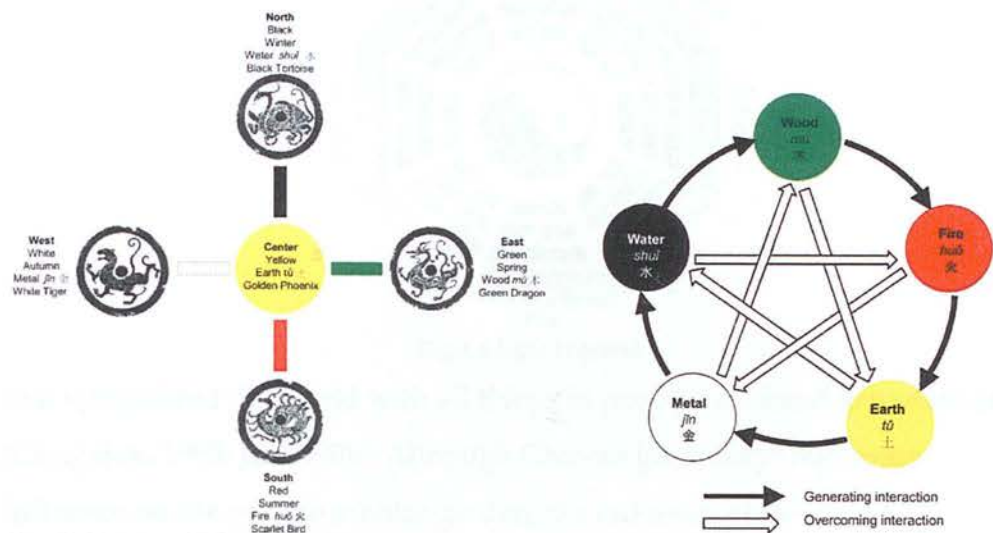 North
Black
Winter
Water shuǐ 水
Black Tortoise
West
White
Autumn
Metal jīn 金
White Tiger
Center
Yellow
Earth tǔ 土
Golden Phoenix
East
Green
Spring
Wood mù 木
Green Dragon
South
Red
Summer
Fire huǒ 火
Scarlet Bird
Wood
mù
木
Water
shuǐ
水
Fire
huǒ
火
Metal
jīn
金
Earth
tǔ
土
Generating interaction
Overcoming interaction